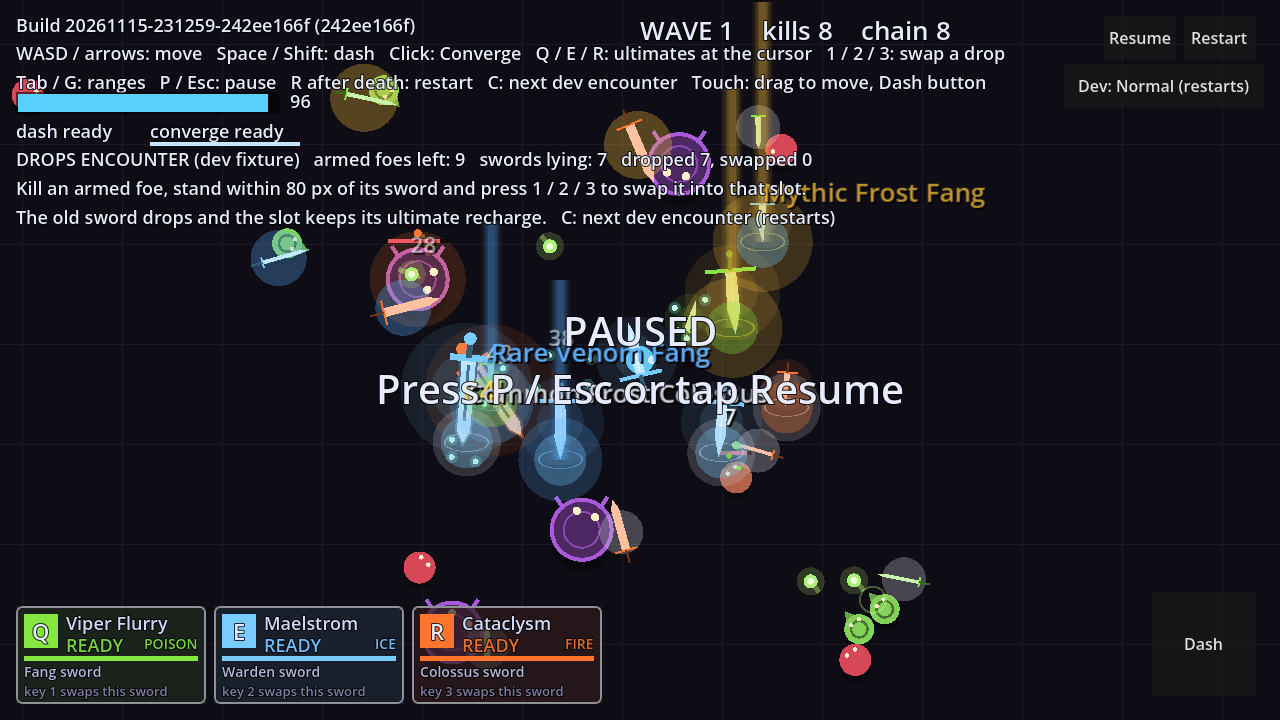 Build 20261115-231259-242ee166f (242ee166f)
WAVE 1 kills 8 chain 8
Resume
Restart
WASD / arrows: move Space / Shift: dash Click: Converge Q / E / R: ultimates at the cursor 1 / 2 / 3: swap a drop
Tab / G: ranges P / Esc: pause R after death: restart C: next dev encounter Touch: drag to move, Dash button
Dev: Normal (restarts)
96
dash ready converge ready
DROPS ENCOUNTER (dev fixture) armed foes left: 9 swords lying: 7 dropped 7, swapped 0
Kill an armed foe, stand within 80 px of its sword and press 1 / 2 / 3 to swap it into that slot.
Mythic Frost Fang
The old sword drops and the slot keeps its ultimate recharge. C: next dev encounter (restarts)
28
PAUSED
Rare Venom Fang
Press P / Esc or tap Resume
Common Frost Colossus
7
Q Viper Flurry
READY POISON
Fang sword
key 1 swaps this sword
E Maelstrom
READY ICE
Warden sword
key 2 swaps this sword
R Cataclysm
READY FIRE
Colossus sword
key 3 swaps this sword
Dash